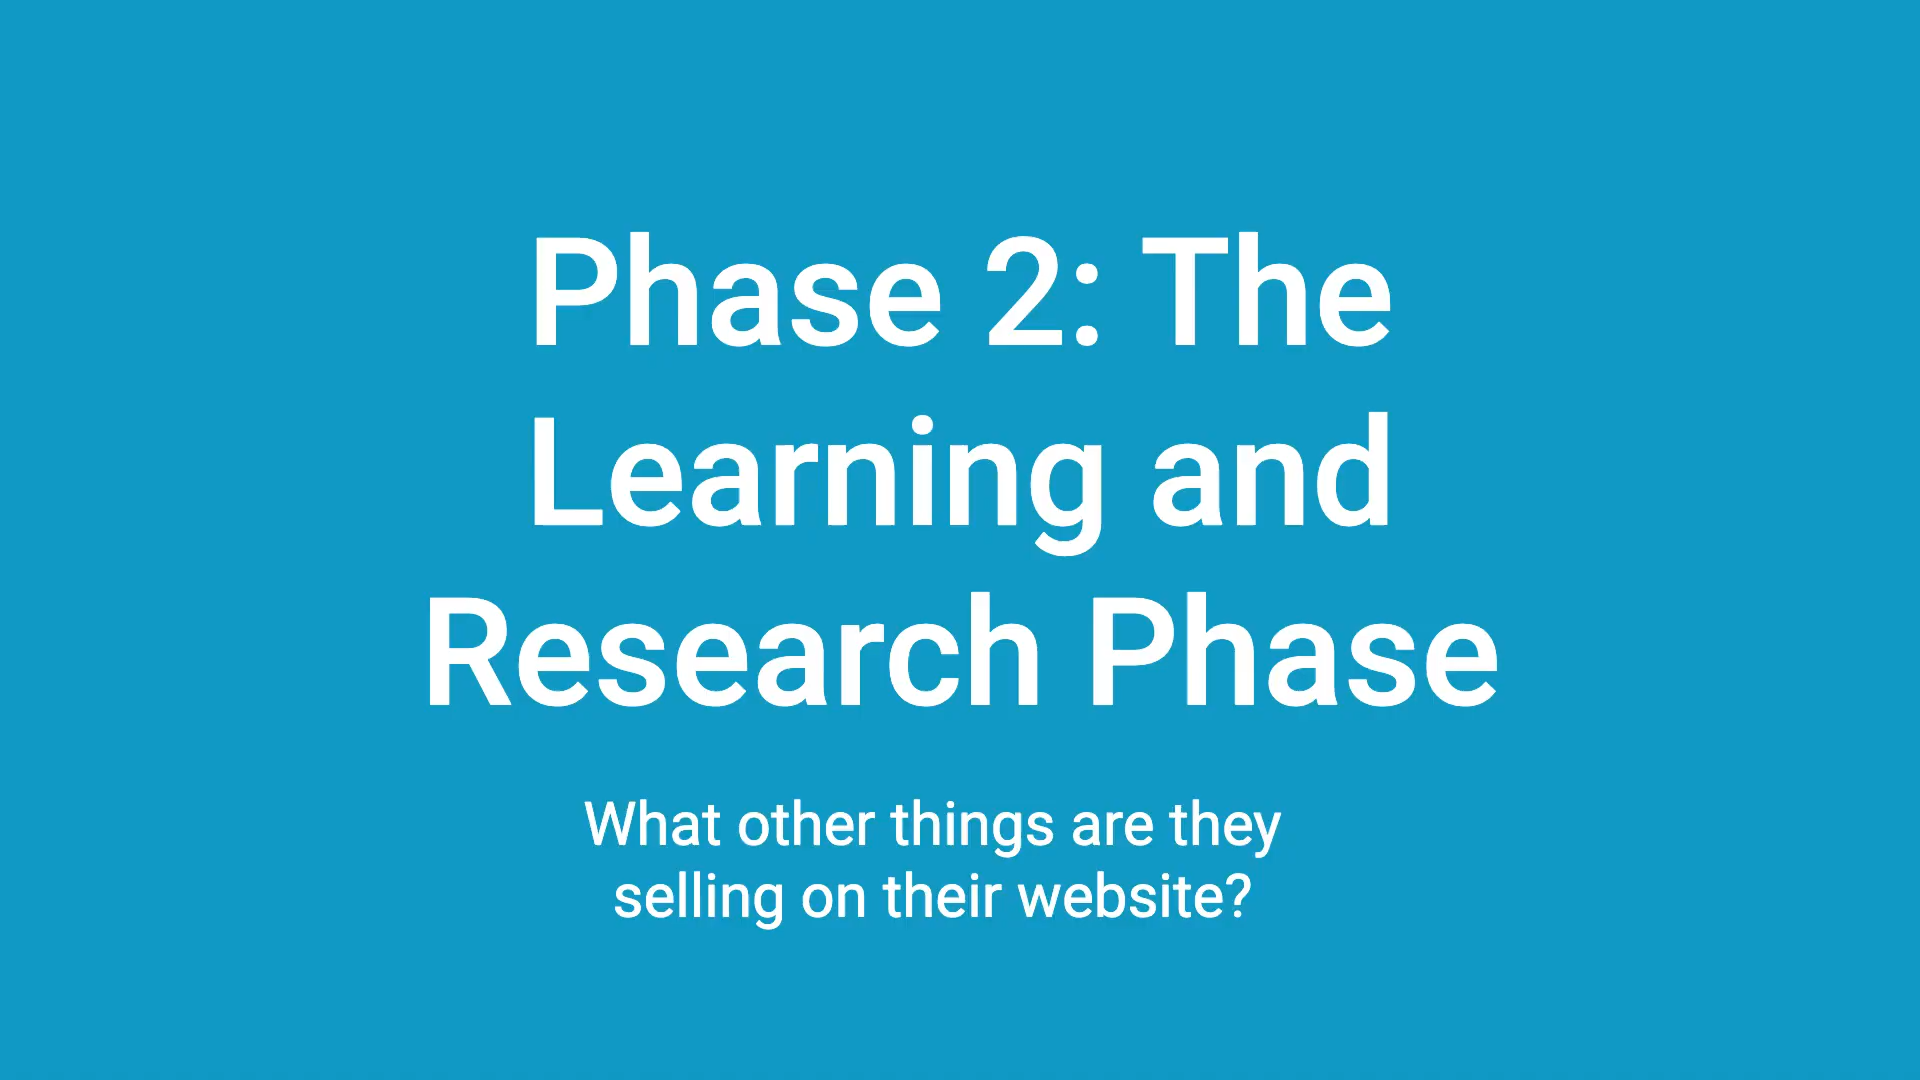 Phase 2: The
Learning and
Research Phase
What other things are they
selling on their website?